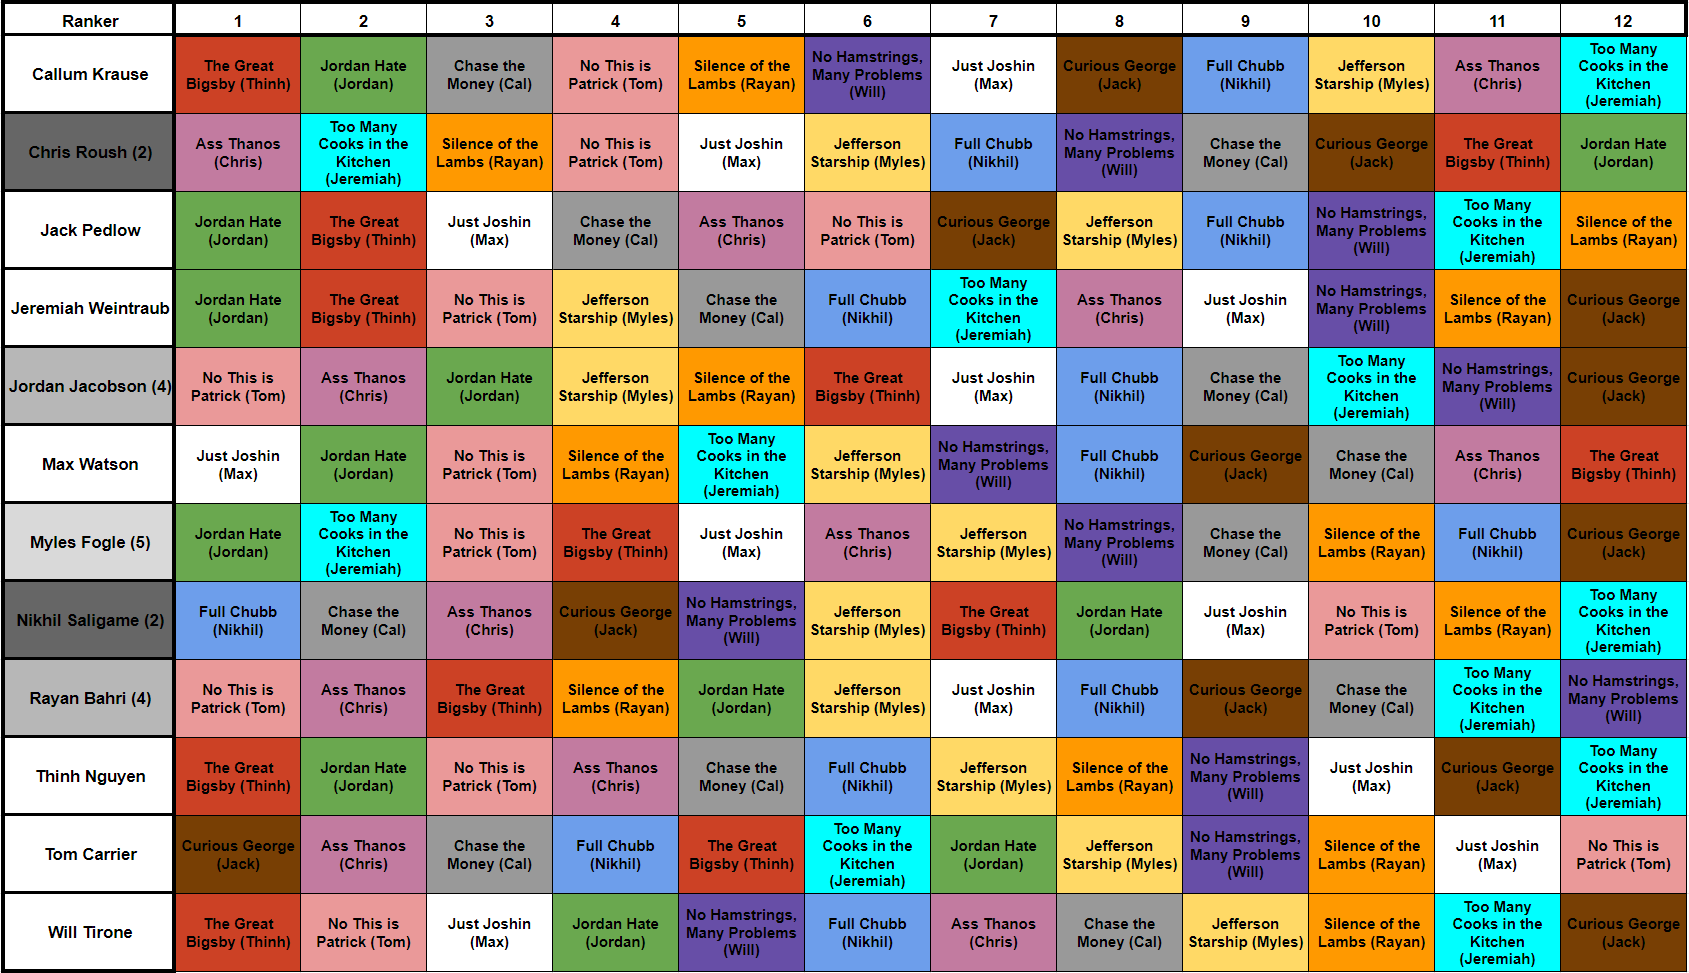 Ranker 1 2 3 4 5 6 7 8 9 10 11 12
Callum Krause
The Great
Bigsby (Thinh)
Jordan Hate
(Jordan)
Chase the
Money (Cal)
No This is
Patrick (Tom)
Silence of the
Lambs (Rayan)
No Hamstrings,
Many Problems
(Will)
Just Joshin
(Max)
Curious George
(Jack)
Full Chubb
(Nikhil)
Jefferson
Starship (Myles)
Ass Thanos
(Chris)
Too Many
Cooks in the
Kitchen
(Jeremiah)
Chris Roush (2)
Ass Thanos
(Chris)
Too Many
Cooks in the
Kitchen
(Jeremiah)
Silence of the
Lambs (Rayan)
No This is
Patrick (Tom)
Just Joshin
(Max)
Jefferson
Starship (Myles)
Full Chubb
(Nikhil)
No Hamstrings,
Many Problems
(Will)
Chase the
Money (Cal)
Curious George
(Jack)
The Great
Bigsby (Thinh)
Jordan Hate
(Jordan)
Jack Pedlow
Jordan Hate
(Jordan)
The Great
Bigsby (Thinh)
Just Joshin
(Max)
Chase the
Money (Cal)
Ass Thanos
(Chris)
No This is
Patrick (Tom)
Curious George
(Jack)
Jefferson
Starship (Myles)
Full Chubb
(Nikhil)
No Hamstrings,
Many Problems
(Will)
Too Many
Cooks in the
Kitchen
(Jeremiah)
Silence of the
Lambs (Rayan)
Jeremiah Weintraub
Jordan Hate
(Jordan)
The Great
Bigsby (Thinh)
No This is
Patrick (Tom)
Jefferson
Starship (Myles)
Chase the
Money (Cal)
Full Chubb
(Nikhil)
Too Many
Cooks in the
Kitchen
(Jeremiah)
Ass Thanos
(Chris)
Just Joshin
(Max)
No Hamstrings,
Many Problems
(Will)
Silence of the
Lambs (Rayan)
Curious George
(Jack)
Jordan Jacobson (4)
No This is
Patrick (Tom)
Ass Thanos
(Chris)
Jordan Hate
(Jordan)
Jefferson
Starship (Myles)
Silence of the
Lambs (Rayan)
The Great
Bigsby (Thinh)
Just Joshin
(Max)
Full Chubb
(Nikhil)
Chase the
Money (Cal)
Too Many
Cooks in the
Kitchen
(Jeremiah)
No Hamstrings,
Many Problems
(Will)
Curious George
(Jack)
Max Watson
Just Joshin
(Max)
Jordan Hate
(Jordan)
No This is
Patrick (Tom)
Silence of the
Lambs (Rayan)
Too Many
Cooks in the
Kitchen
(Jeremiah)
Jefferson
Starship (Myles)
No Hamstrings,
Many Problems
(Will)
Full Chubb
(Nikhil)
Curious George
(Jack)
Chase the
Money (Cal)
Ass Thanos
(Chris)
The Great
Bigsby (Thinh)
Myles Fogle (5)
Jordan Hate
(Jordan)
Too Many
Cooks in the
Kitchen
(Jeremiah)
No This is
Patrick (Tom)
The Great
Bigsby (Thinh)
Just Joshin
(Max)
Ass Thanos
(Chris)
Jefferson
Starship (Myles)
No Hamstrings,
Many Problems
(Will)
Chase the
Money (Cal)
Silence of the
Lambs (Rayan)
Full Chubb
(Nikhil)
Curious George
(Jack)
Nikhil Saligame (2)
Full Chubb
(Nikhil)
Chase the
Money (Cal)
Ass Thanos
(Chris)
Curious George
(Jack)
No Hamstrings,
Many Problems
(Will)
Jefferson
Starship (Myles)
The Great
Bigsby (Thinh)
Jordan Hate
(Jordan)
Just Joshin
(Max)
No This is
Patrick (Tom)
Silence of the
Lambs (Rayan)
Too Many
Cooks in the
Kitchen
(Jeremiah)
Rayan Bahri (4)
No This is
Patrick (Tom)
Ass Thanos
(Chris)
The Great
Bigsby (Thinh)
Silence of the
Lambs (Rayan)
Jordan Hate
(Jordan)
Jefferson
Starship (Myles)
Just Joshin
(Max)
Full Chubb
(Nikhil)
Curious George
(Jack)
Chase the
Money (Cal)
Too Many
Cooks in the
Kitchen
(Jeremiah)
No Hamstrings,
Many Problems
(Will)
Thinh Nguyen
The Great
Bigsby (Thinh)
Jordan Hate
(Jordan)
No This is
Patrick (Tom)
Ass Thanos
(Chris)
Chase the
Money (Cal)
Full Chubb
(Nikhil)
Jefferson
Starship (Myles)
Silence of the
Lambs (Rayan)
No Hamstrings,
Many Problems
(Will)
Just Joshin
(Max)
Curious George
(Jack)
Too Many
Cooks in the
Kitchen
(Jeremiah)
Tom Carrier
Curious George
(Jack)
Ass Thanos
(Chris)
Chase the
Money (Cal)
Full Chubb
(Nikhil)
The Great
Bigsby (Thinh)
Too Many
Cooks in the
Kitchen
(Jeremiah)
Jordan Hate
(Jordan)
Jefferson
Starship (Myles)
No Hamstrings,
Many Problems
(Will)
Silence of the
Lambs (Rayan)
Just Joshin
(Max)
No This is
Patrick (Tom)
Will Tirone
The Great
Bigsby (Thinh)
No This is
Patrick (Tom)
Just Joshin
(Max)
Jordan Hate
(Jordan)
No Hamstrings,
Many Problems
(Will)
Full Chubb
(Nikhil)
Ass Thanos
(Chris)
Chase the
Money (Cal)
Jefferson
Starship (Myles)
Silence of the
Lambs (Rayan)
Too Many
Cooks in the
Kitchen
(Jeremiah)
Curious George
(Jack)